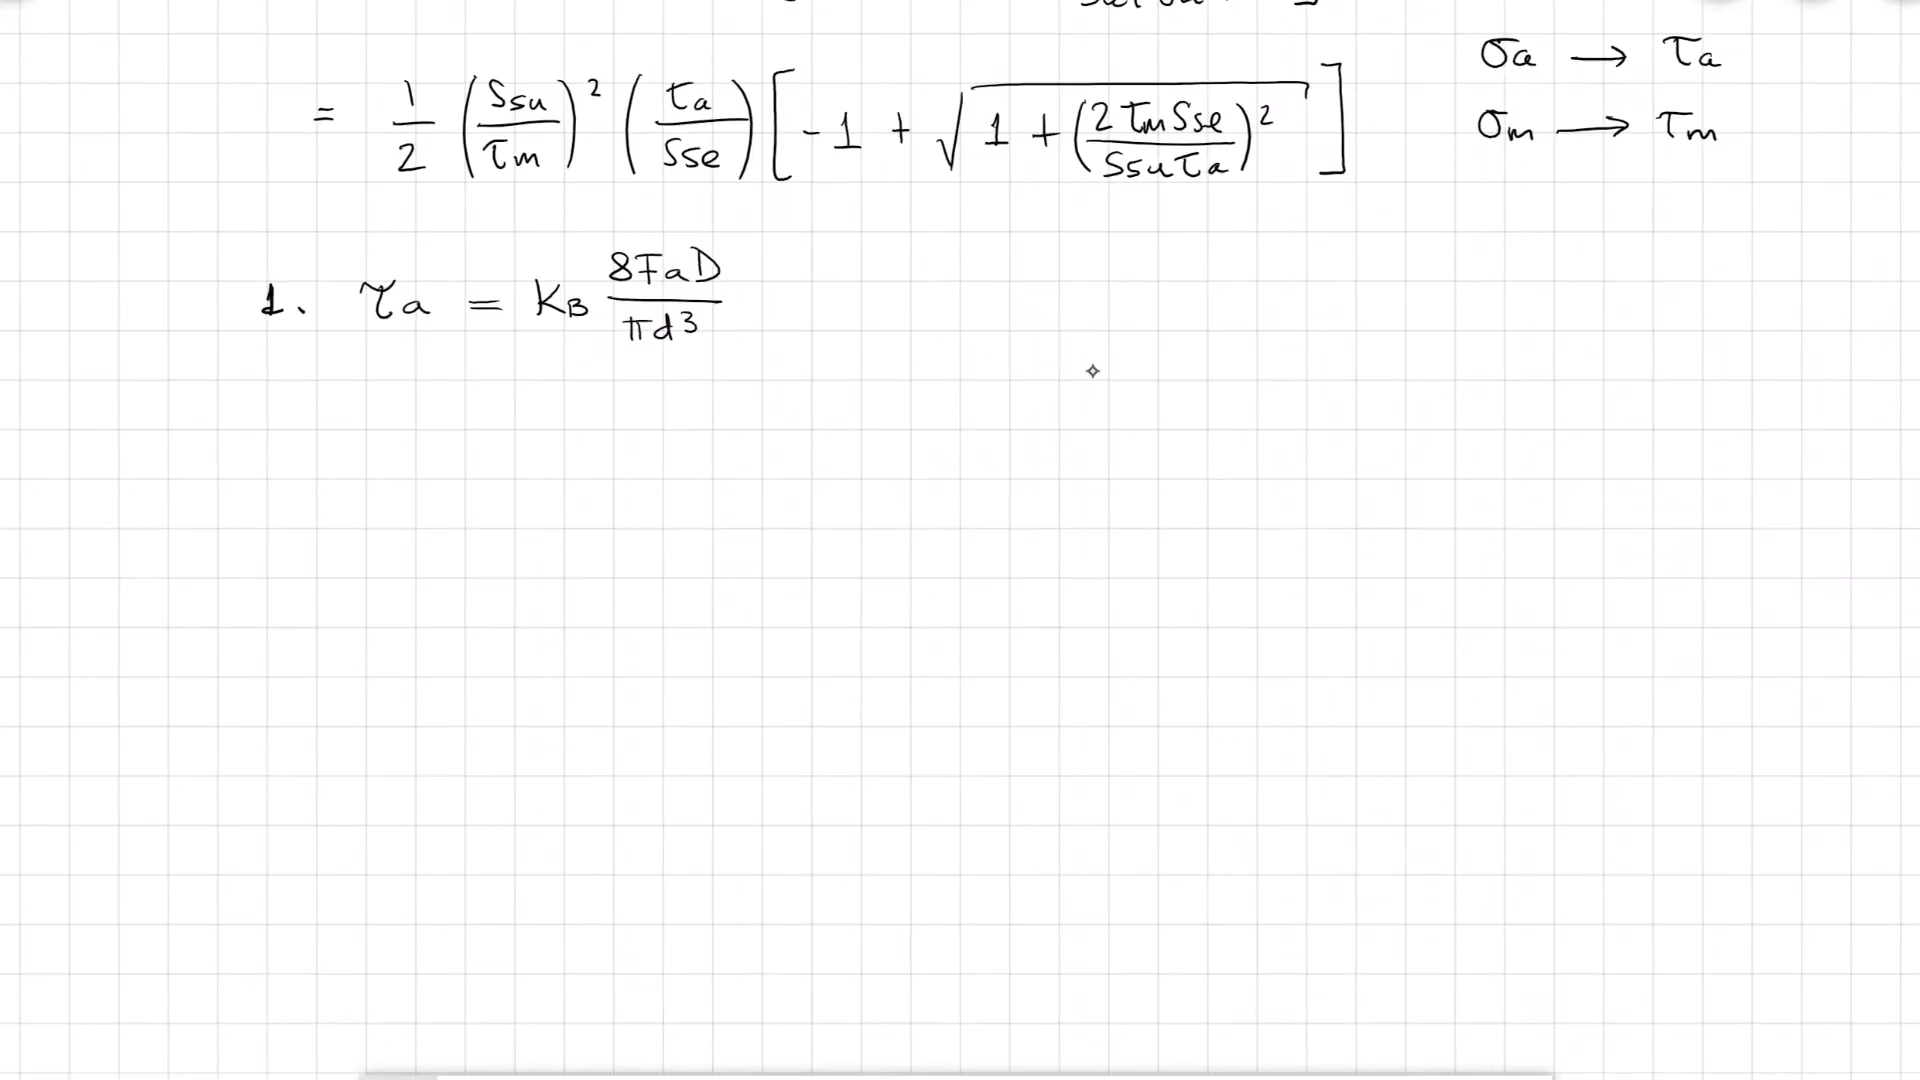 σa → τa
= 1/2 (Ssu/τm)² (τa/Sse) [-1 + √(1 + (2τmSse/Ssuτa)²)]
σm → τm
1. τa = KB 8FaD/πd³